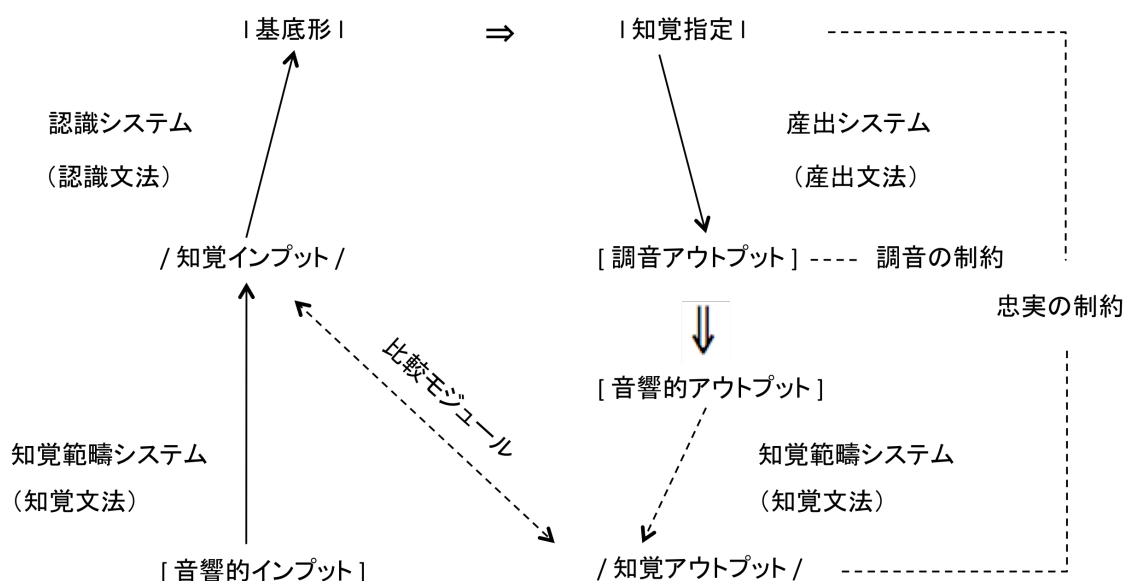 |基底形| ⇒ |知覚指定|
認識システム
（認識文法）
産出システム
（産出文法）
/ 知覚インプット /
[ 調音アウトプット ] ---- 調音の制約
忠実の制約
⇓
比較モジュール
[ 音響的アウトプット ]
知覚範疇システム
（知覚文法）
知覚範疇システム
（知覚文法）
[ 音響的インプット ]
/ 知覚アウトプット /